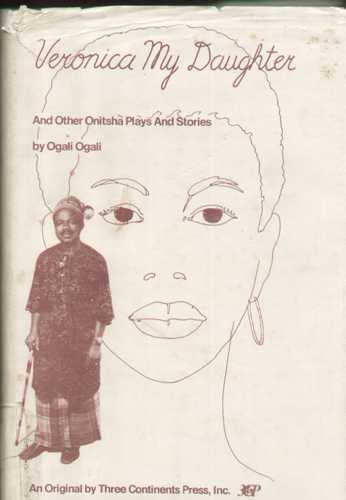 Veronica My Daughter
And Other Onitsha Plays And Stories
by Ogali Ogali
An Original by Three Continents Press, Inc.